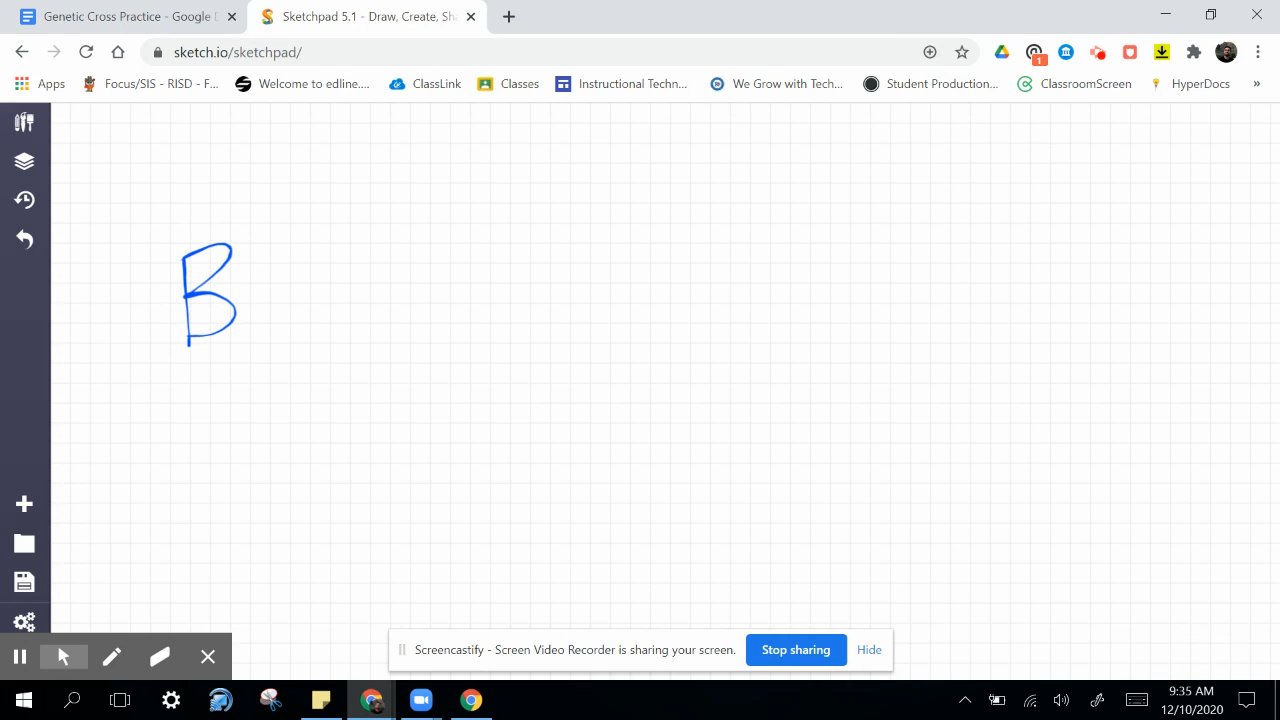 Genetic Cross Practice - Google D
Sketchpad 5.1 - Draw, Create, Sha
sketch.io/sketchpad/
1
Apps
Focus/SIS - RISD - F...
Welcome to edline....
ClassLink
Classes
Instructional Techn...
We Grow with Tech...
Student Production...
ClassroomScreen
HyperDocs
»
B
Screencastify - Screen Video Recorder is sharing your screen.
Stop sharing
Hide
9:35 AM
12/10/2020